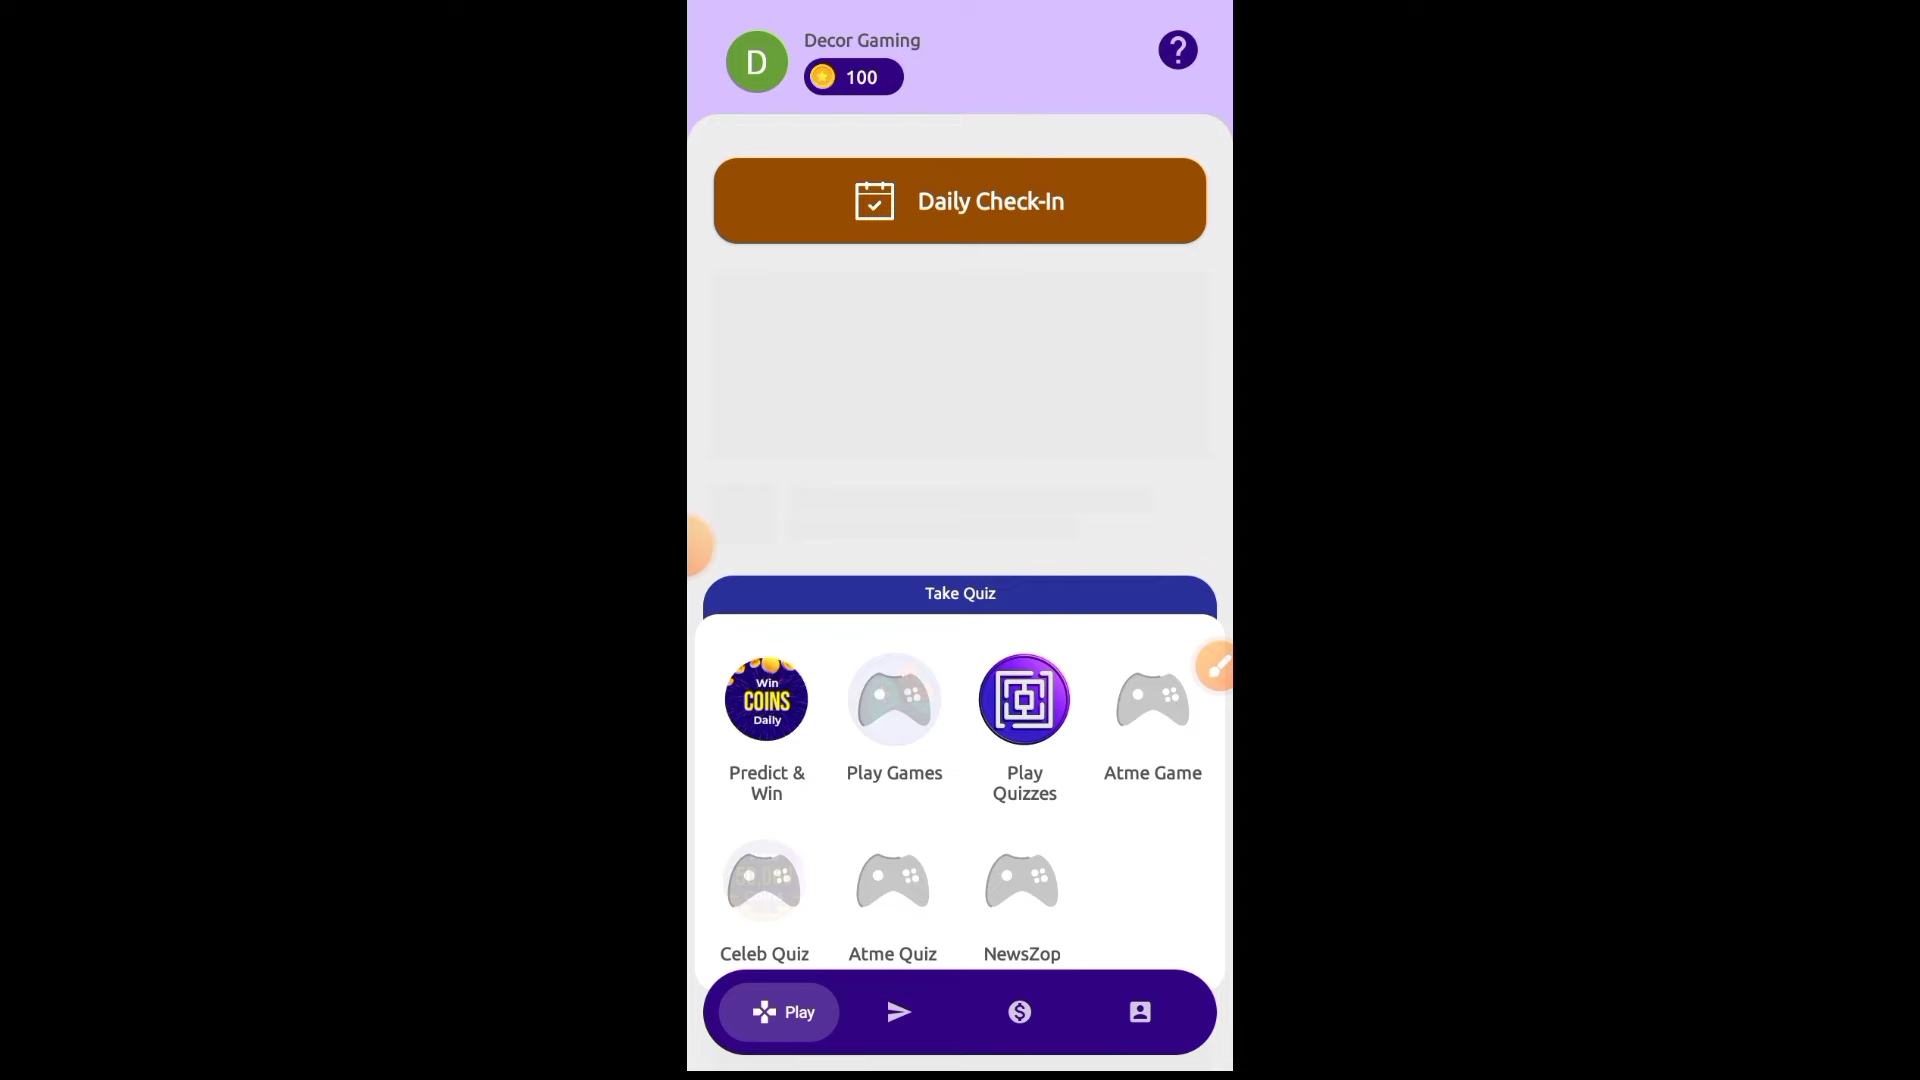 D
Decor Gaming
100
?
Daily Check-In
Take Quiz
Win
COINS
Daily
Predict &
Win
Play Games
Play
Quizzes
Atme Game
Celeb Quiz
Atme Quiz
NewsZop
Play
$